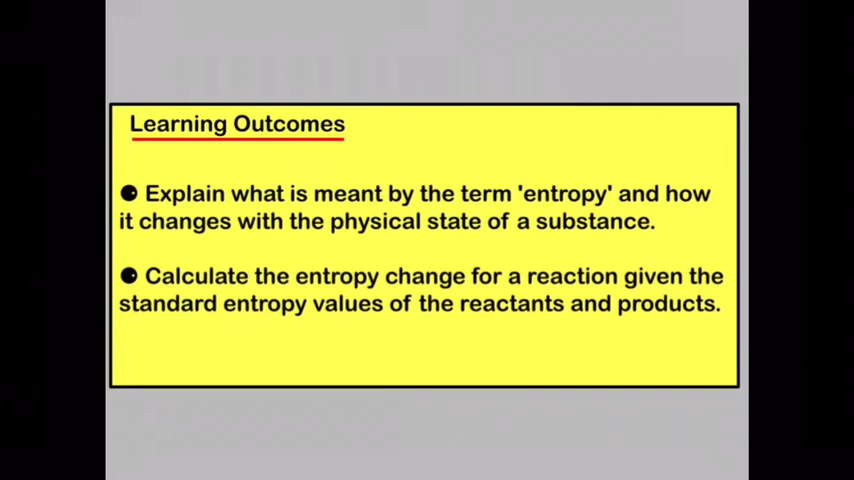 Learning Outcomes
Explain what is meant by the term 'entropy' and how
it changes with the physical state of a substance.
Calculate the entropy change for a reaction given the
standard entropy values of the reactants and products.